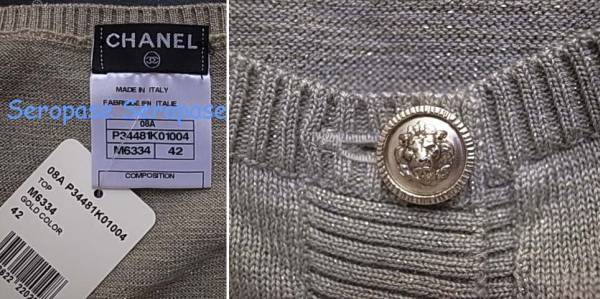 CHANEL
MADE IN ITALY
FABRIQUE EN ITALIE
Seropase Seropase
08A
P34481K01004
M6334 42
COMPOSITION
08A P34481K01004
TOP
M6334
GOLD COLOR
42